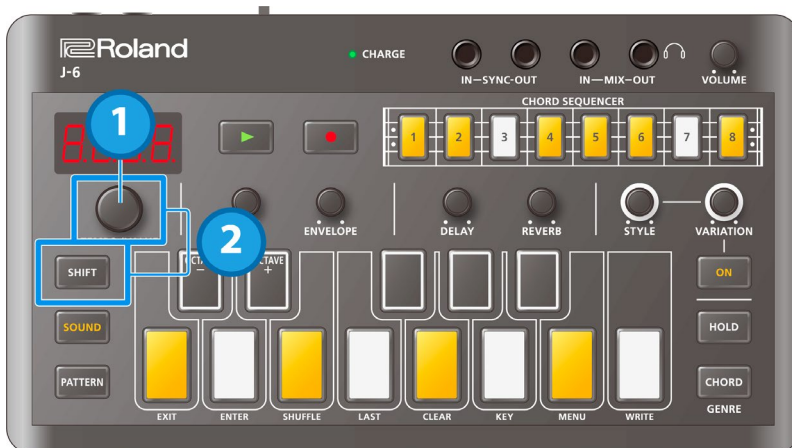 Roland
J-6
CHARGE
IN—SYNC-OUT
IN—MIX—OUT
VOLUME
CHORD SEQUENCER
1
2
3
4
5
6
7
8
1
ENVELOPE
DELAY
REVERB
STYLE
VARIATION
2
SHIFT
ON
SOUND
HOLD
PATTERN
CHORD
GENRE
EXIT
ENTER
SHUFFLE
LAST
CLEAR
KEY
MENU
WRITE